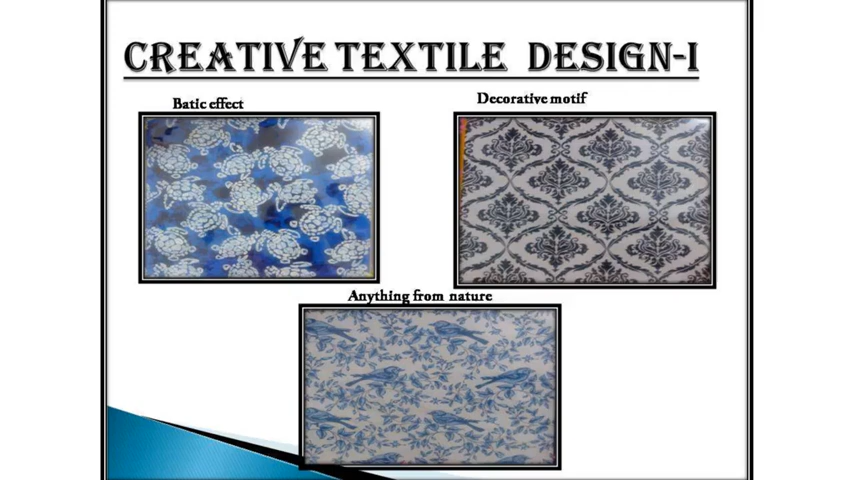 CREATIVE TEXTILE DESIGN-I
Batic effect
Decorative motif
Anything from nature